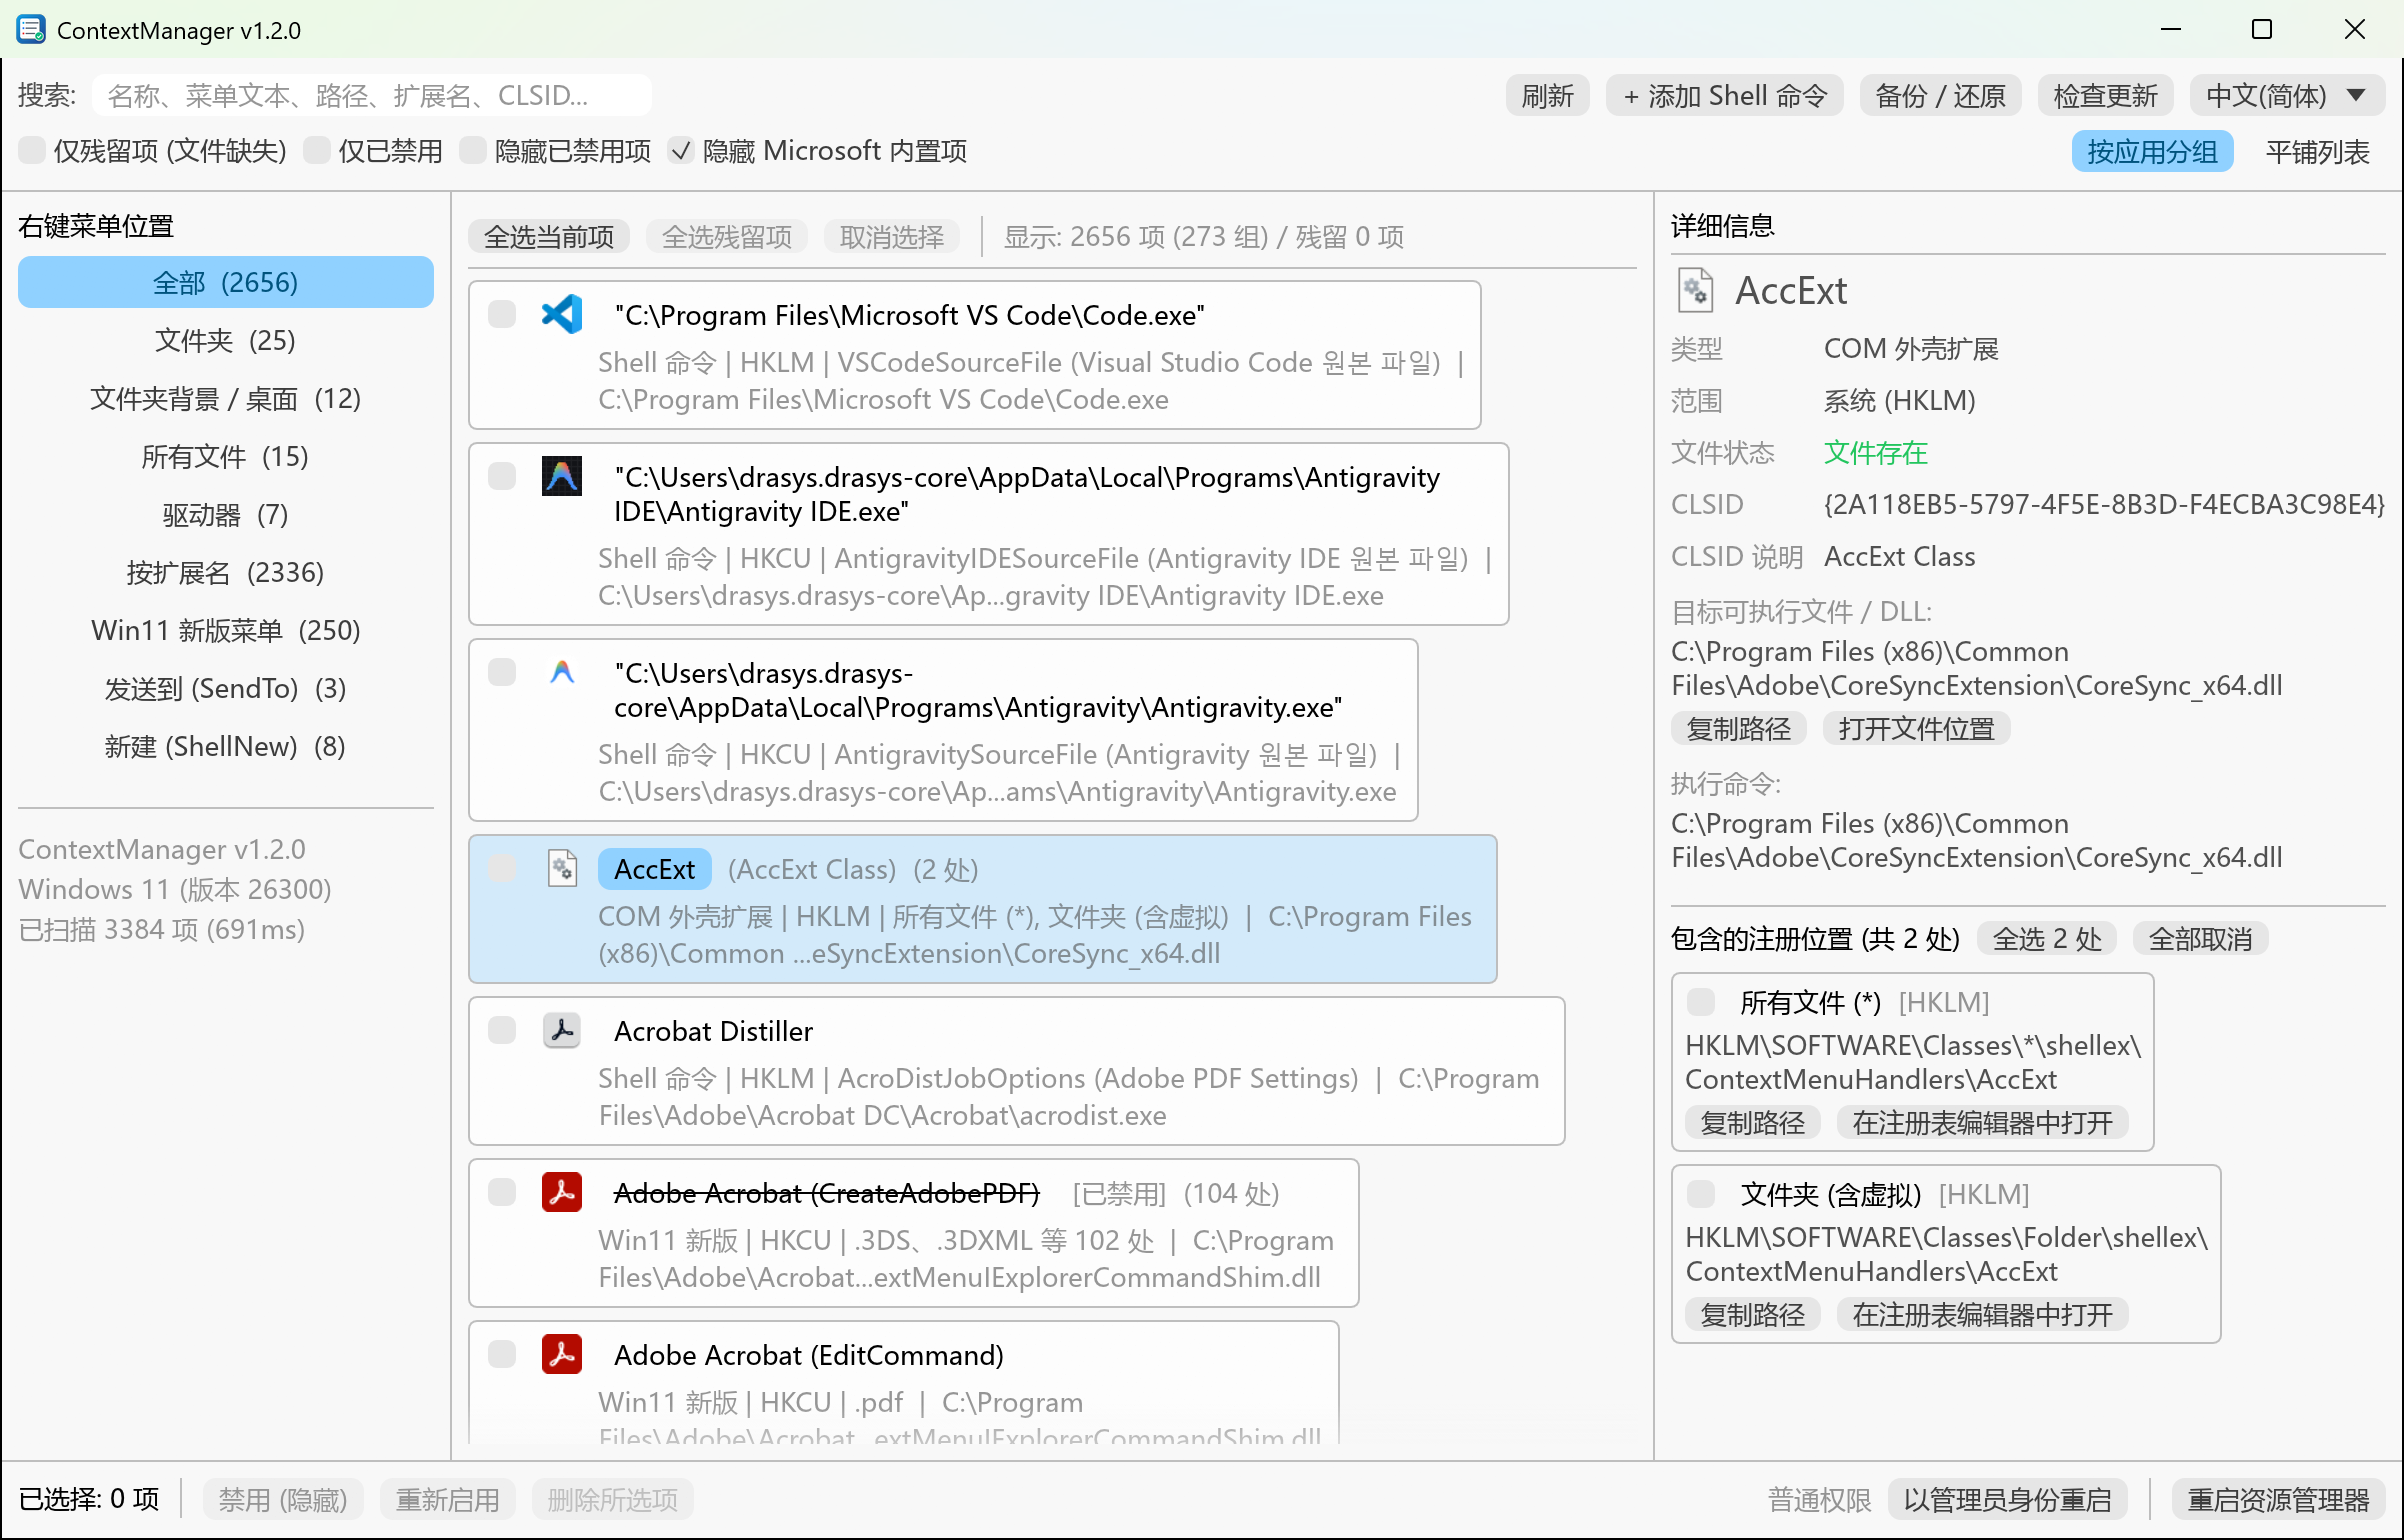 ContextManager v1.2.0
搜索: 名称、菜单文本、路径、扩展名、CLSID... 刷新 + 添加 Shell 命令 备份 / 还原 检查更新 中文(简体)
仅残留项 (文件缺失) 仅已禁用 隐藏已禁用项 隐藏 Microsoft 内置项 按应用分组 平铺列表
右键菜单位置
全部 (2656)
文件夹 (25)
文件夹背景 / 桌面 (12)
所有文件 (15)
驱动器 (7)
按扩展名 (2336)
Win11 新版菜单 (250)
发送到 (SendTo) (3)
新建 (ShellNew) (8)
ContextManager v1.2.0
Windows 11 (版本 26300)
已扫描 3384 项 (691ms)
全选当前项 全选残留项 取消选择 显示: 2656 项 (273 组) / 残留 0 项
"C:\Program Files\Microsoft VS Code\Code.exe"
Shell 命令 | HKLM | VSCodeSourceFile (Visual Studio Code 원본 파일) |
C:\Program Files\Microsoft VS Code\Code.exe
"C:\Users\drasys.drasys-core\AppData\Local\Programs\Antigravity
IDE\Antigravity IDE.exe"
Shell 命令 | HKCU | AntigravityIDESourceFile (Antigravity IDE 원본 파일) |
C:\Users\drasys.drasys-core\Ap...gravity IDE\Antigravity IDE.exe
"C:\Users\drasys.drasys-
core\AppData\Local\Programs\Antigravity\Antigravity.exe"
Shell 命令 | HKCU | AntigravitySourceFile (Antigravity 원본 파일) |
C:\Users\drasys.drasys-core\Ap...ams\Antigravity\Antigravity.exe
AccExt (AccExt Class) (2 处)
COM 外壳扩展 | HKLM | 所有文件 (*), 文件夹 (含虚拟) | C:\Program Files
(x86)\Common ...eSyncExtension\CoreSync_x64.dll
Acrobat Distiller
Shell 命令 | HKLM | AcroDistJobOptions (Adobe PDF Settings) | C:\Program
Files\Adobe\Acrobat DC\Acrobat\acrodist.exe
Adobe Acrobat (CreateAdobePDF) [已禁用] (104 处)
Win11 新版 | HKCU | .3DS、.3DXML 等 102 处 | C:\Program
Files\Adobe\Acrobat...extMenuIExplorerCommandShim.dll
Adobe Acrobat (EditCommand)
Win11 新版 | HKCU | .pdf | C:\Program
Files\Adobe\Acrobat...extMenuIExplorerCommandShim.dll
详细信息
AccExt
类型 COM 外壳扩展
范围 系统 (HKLM)
文件状态 文件存在
CLSID {2A118EB5-5797-4F5E-8B3D-F4ECBA3C98E4}
CLSID 说明 AccExt Class
目标可执行文件 / DLL:
C:\Program Files (x86)\Common
Files\Adobe\CoreSyncExtension\CoreSync_x64.dll
复制路径 打开文件位置
执行命令:
C:\Program Files (x86)\Common
Files\Adobe\CoreSyncExtension\CoreSync_x64.dll
包含的注册位置 (共 2 处) 全选 2 处 全部取消
所有文件 (*) [HKLM]
HKLM\SOFTWARE\Classes\*\shellex\
ContextMenuHandlers\AccExt
复制路径 在注册表编辑器中打开
文件夹 (含虚拟) [HKLM]
HKLM\SOFTWARE\Classes\Folder\shellex\
ContextMenuHandlers\AccExt
复制路径 在注册表编辑器中打开
已选择: 0 项 禁用 (隐藏) 重新启用 删除所选项 普通权限 以管理员身份重启 重启资源管理器